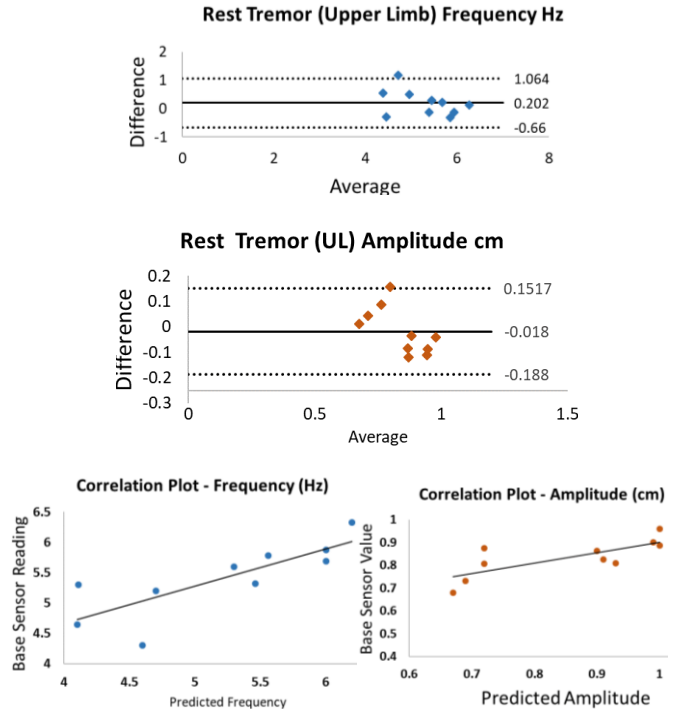 Rest Tremor (Upper Limb) Frequency Hz
2
1
0
-1
Difference
1.064
0.202
-0.66
0 2 4 6 8
Average
Rest Tremor (UL) Amplitude cm
0.2
0.1
0
-0.1
-0.2
-0.3
Difference
0.1517
-0.018
-0.188
0 0.5 1 1.5
Average
Correlation Plot - Frequency (Hz)
6.5
6
5.5
5
4.5
4
Base Sensor Reading
4 4.5 5 5.5 6
Predicted Frequency
Correlation Plot - Amplitude (cm)
1
0.9
0.8
0.7
0.6
0.5
0.4
Base Sensor Value
0.6 0.7 0.8 0.9 1
Predicted Amplitude